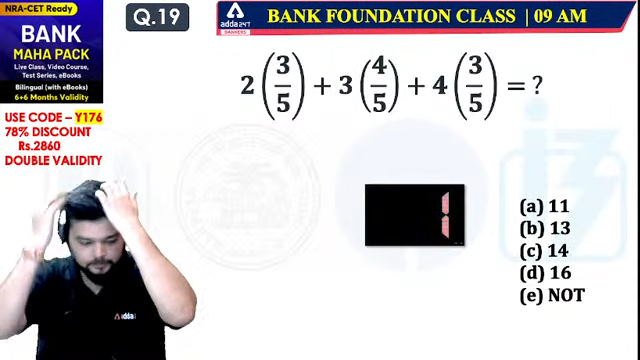 NRA-CET Ready
BANK
MAHA PACK
Live Class, Video Course,
Test Series, eBooks
Bilingual (with eBooks)
6+6 Months Validity
USE CODE – Y176
78% DISCOUNT
Rs.2860
DOUBLE VALIDITY
Q.19
adda247
BANKERS
BANK FOUNDATION CLASS | 09 AM
2 (3/5) + 3 (4/5) + 4 (3/5) = ?
1
(a) 11
(b) 13
(c) 14
(d) 16
(e) NOT